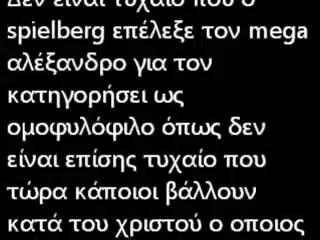 Δεν είναι τυχαίο που ο
spielberg επέλεξε τον mega
αλέξανδρο για τον
κατηγορήσει ως
ομοφυλόφιλο όπως δεν
είναι επίσης τυχαίο που
τώρα κάποιοι βάλλουν
κατά του χριστού ο οποιος